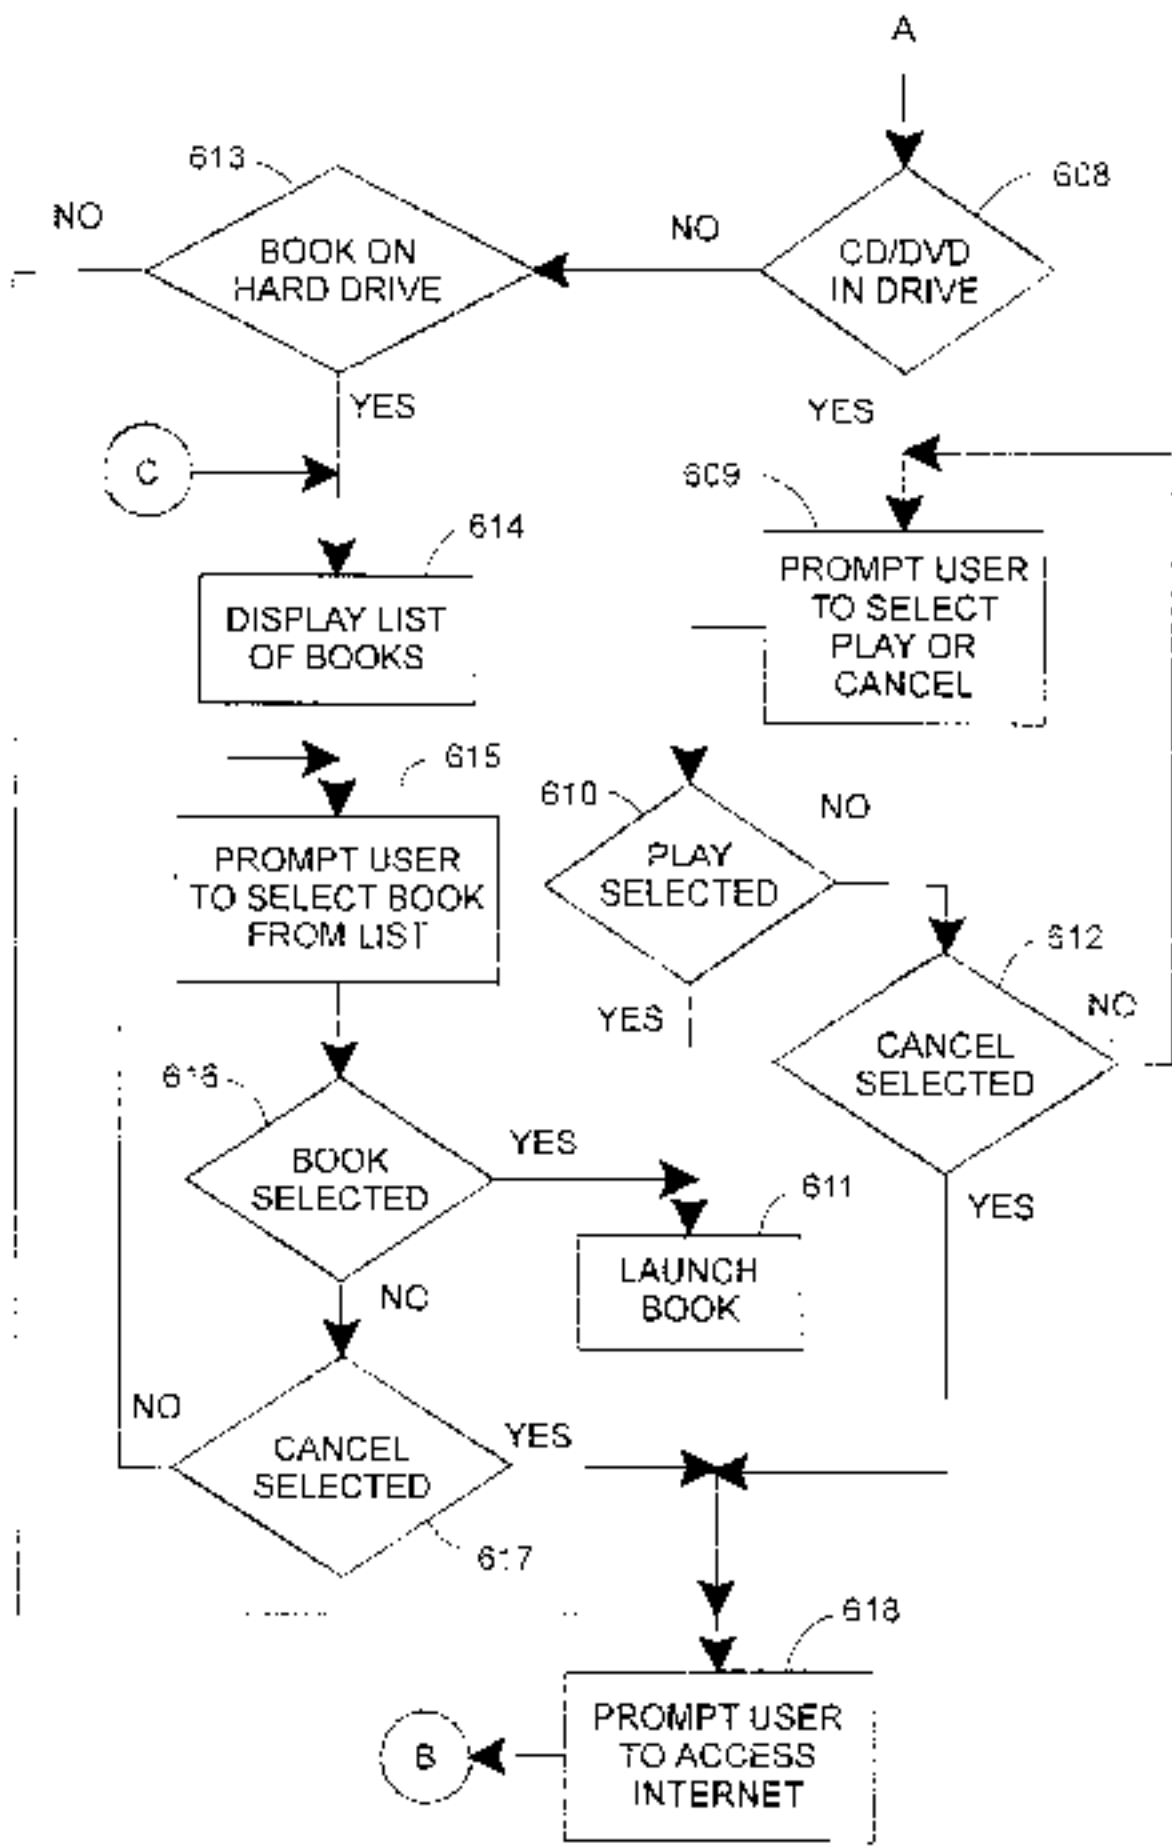 A
613
608
NO
NO
BOOK ON
HARD DRIVE
CD/DVD
IN DRIVE
YES
YES
C
609
614
PROMPT USER
TO SELECT
PLAY OR
CANCEL
DISPLAY LIST
OF BOOKS
615
610
NO
PLAY
SELECTED
PROMPT USER
TO SELECT BOOK
FROM LIST
612
NO
YES
CANCEL
SELECTED
616
YES
BOOK
SELECTED
611
YES
LAUNCH
BOOK
NO
NO
YES
CANCEL
SELECTED
617
618
PROMPT USER
TO ACCESS
INTERNET
B